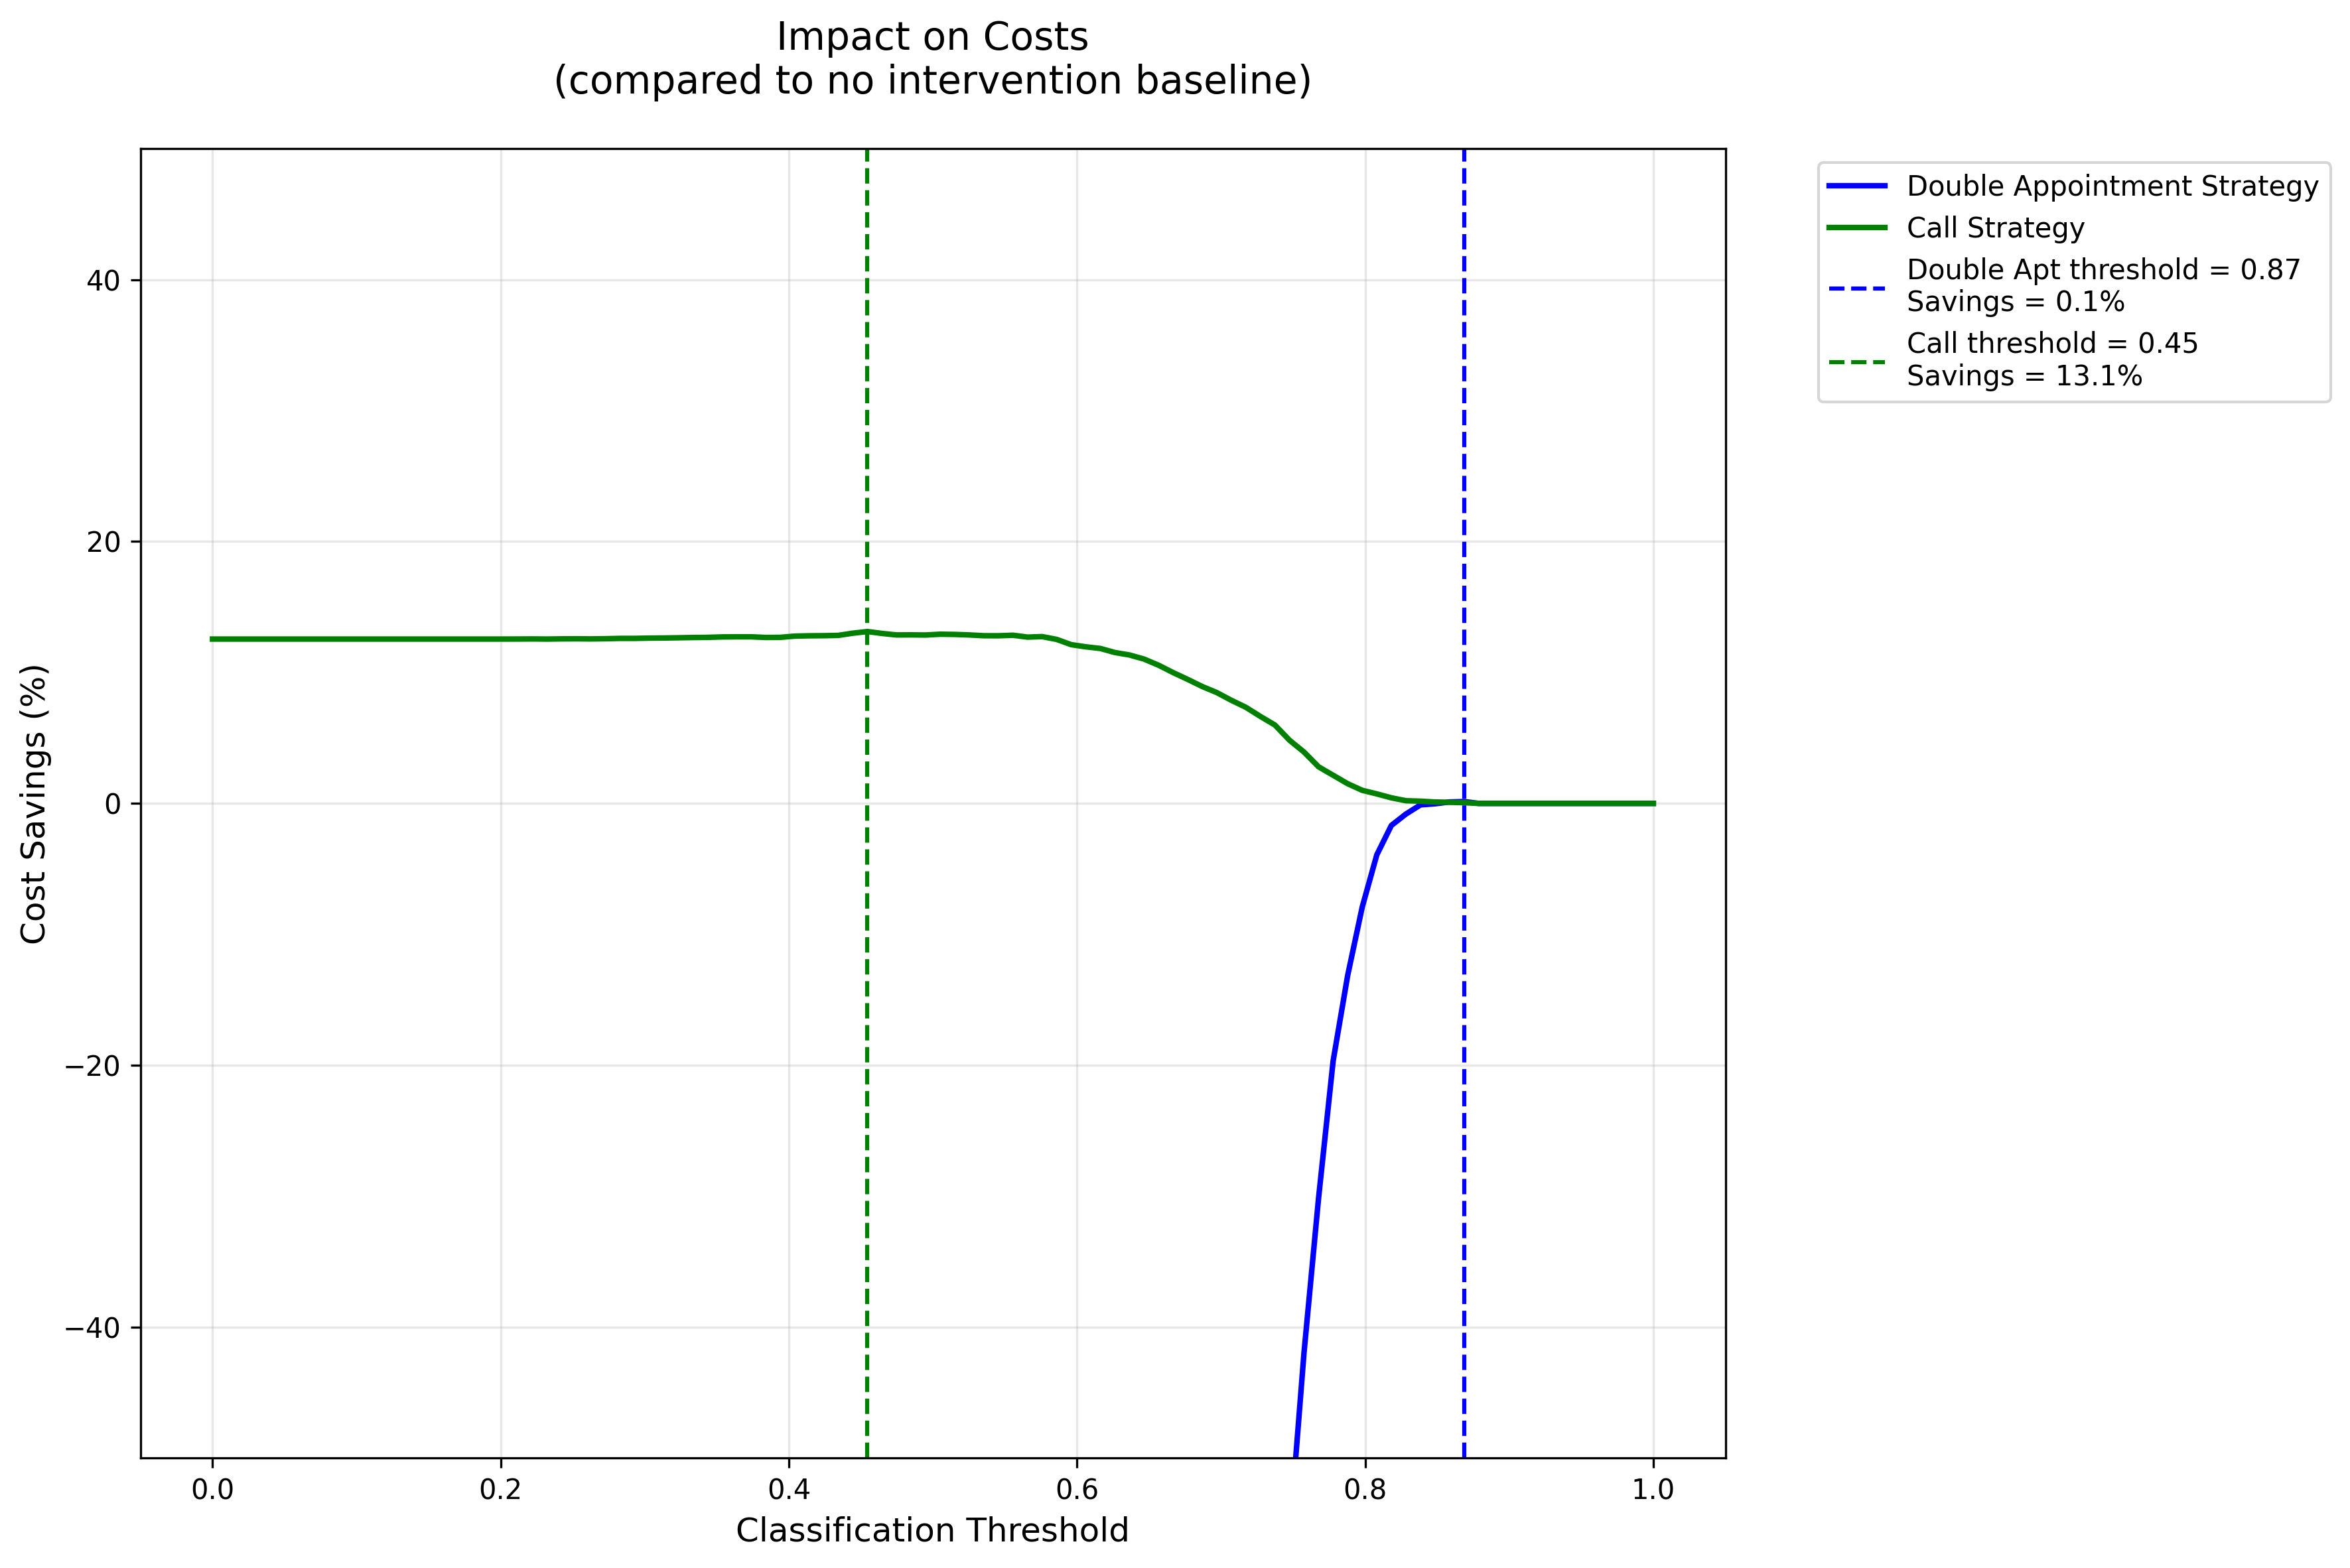 Impact on Costs
(compared to no intervention baseline)
Double Appointment Strategy
Call Strategy
Double Apt threshold = 0.87
Savings = 0.1%
Call threshold = 0.45
Savings = 13.1%
Cost Savings (%)
40
20
0
−20
−40
0.0 0.2 0.4 0.6 0.8 1.0
Classification Threshold